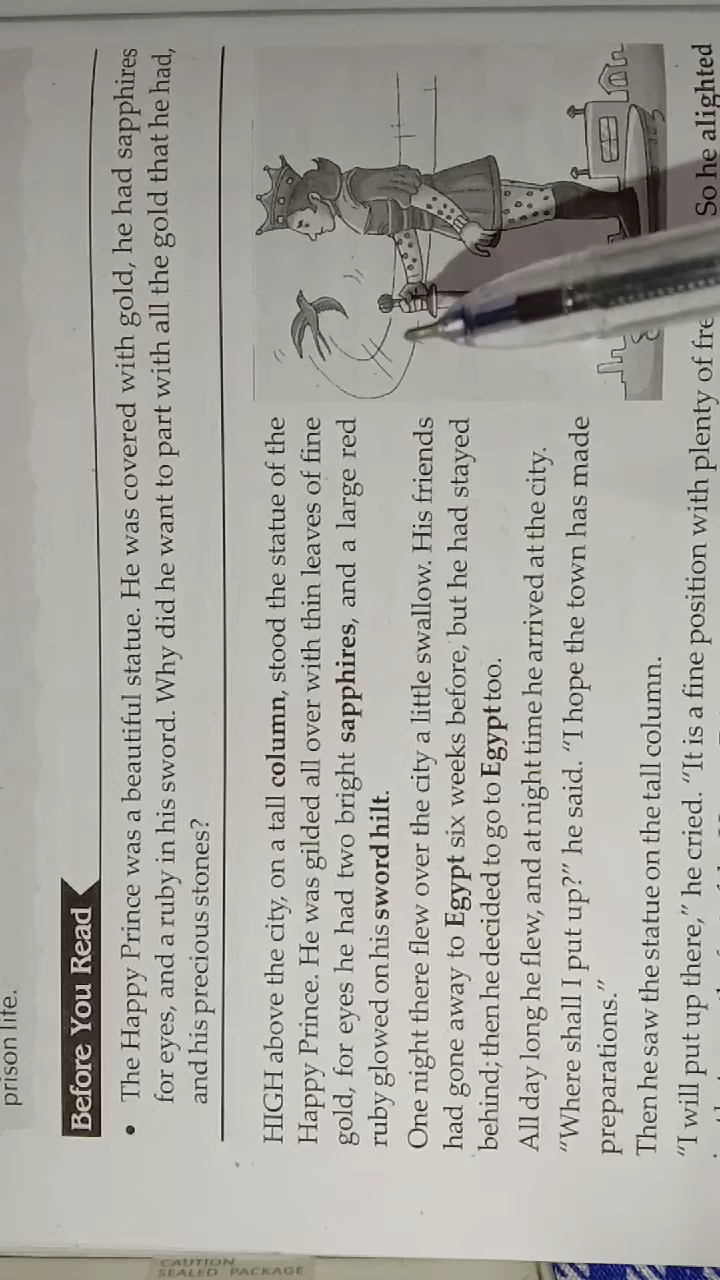 prison life.
Before You Read
• The Happy Prince was a beautiful statue. He was covered with gold, he had sapphires
for eyes, and a ruby in his sword. Why did he want to part with all the gold that he had,
and his precious stones?
HIGH above the city, on a tall column, stood the statue of the
Happy Prince. He was gilded all over with thin leaves of fine
gold, for eyes he had two bright sapphires, and a large red
ruby glowed on his sword hilt.
One night there flew over the city a little swallow. His friends
had gone away to Egypt six weeks before, but he had stayed
behind; then he decided to go to Egypt too.
All day long he flew, and at night time he arrived at the city.
“Where shall I put up?” he said. “I hope the town has made
preparations.”
Then he saw the statue on the tall column.
“I will put up there,” he cried. “It is a fine position with plenty of So he alighted
CAUTION
SEALED PACKAGE